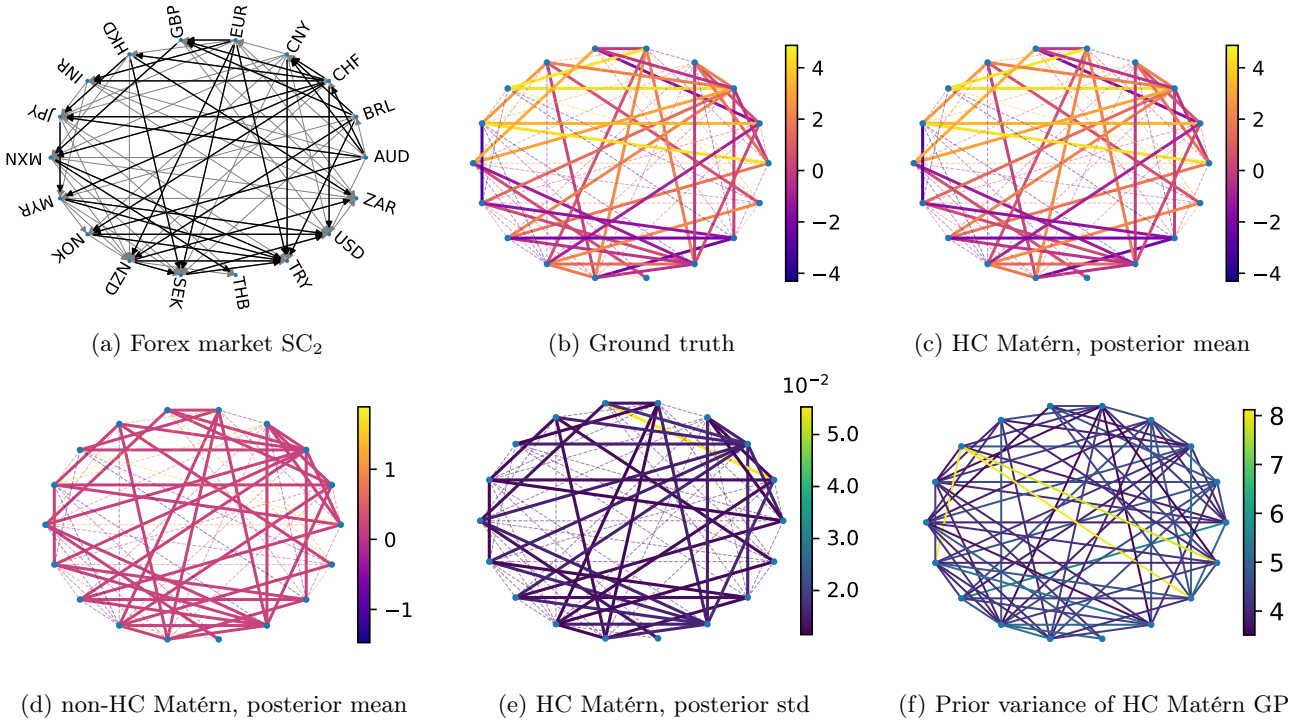 HKD
GBP
EUR
CNY
INR
CHF
JPY
BRL
MXN
AUD
MYR
ZAR
NOK
USD
NZD
SEK
THB
TRY
4
2
0
−2
−4
4
2
0
−2
−4
(a) Forex market SC₂
(b) Ground truth
(c) HC Matérn, posterior mean
1
0
−1
10⁻²
5.0
4.0
3.0
2.0
8
7
6
5
4
(d) non-HC Matérn, posterior mean
(e) HC Matérn, posterior std
(f) Prior variance of HC Matérn GP